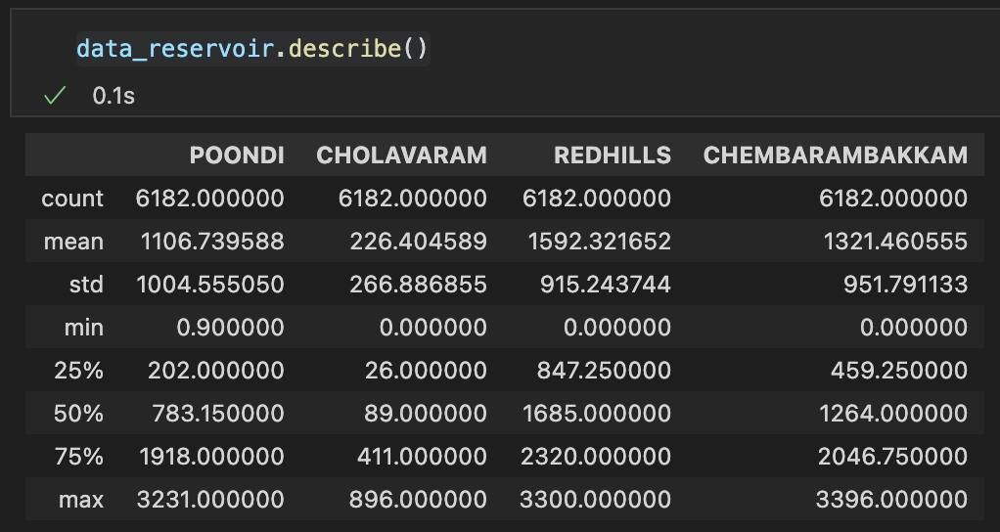 data_reservoir.describe()
0.1s
POONDI CHOLAVARAM REDHILLS CHEMBARAMBAKKAM
count 6182.000000 6182.000000 6182.000000 6182.000000
mean 1106.739588 226.404589 1592.321652 1321.460555
std 1004.555050 266.886855 915.243744 951.791133
min 0.900000 0.000000 0.000000 0.000000
25% 202.000000 26.000000 847.250000 459.250000
50% 783.150000 89.000000 1685.000000 1264.000000
75% 1918.000000 411.000000 2320.000000 2046.750000
max 3231.000000 896.000000 3300.000000 3396.000000